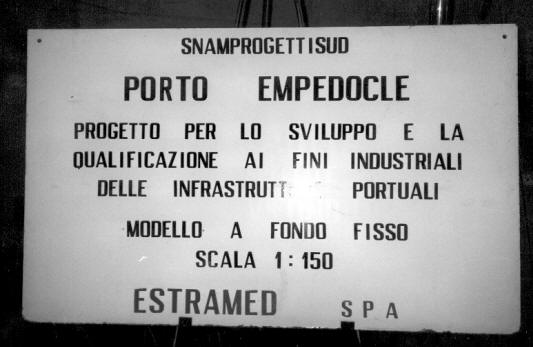 SNAMPROGETTISUD
PORTO EMPEDOCLE
PROGETTO PER LO SVILUPPO E LA
QUALIFICAZIONE AI FINI INDUSTRIALI
DELLE INFRASTRUTT PORTUALI
MODELLO A FONDO FISSO
SCALA 1:150
ESTRAMED SPA